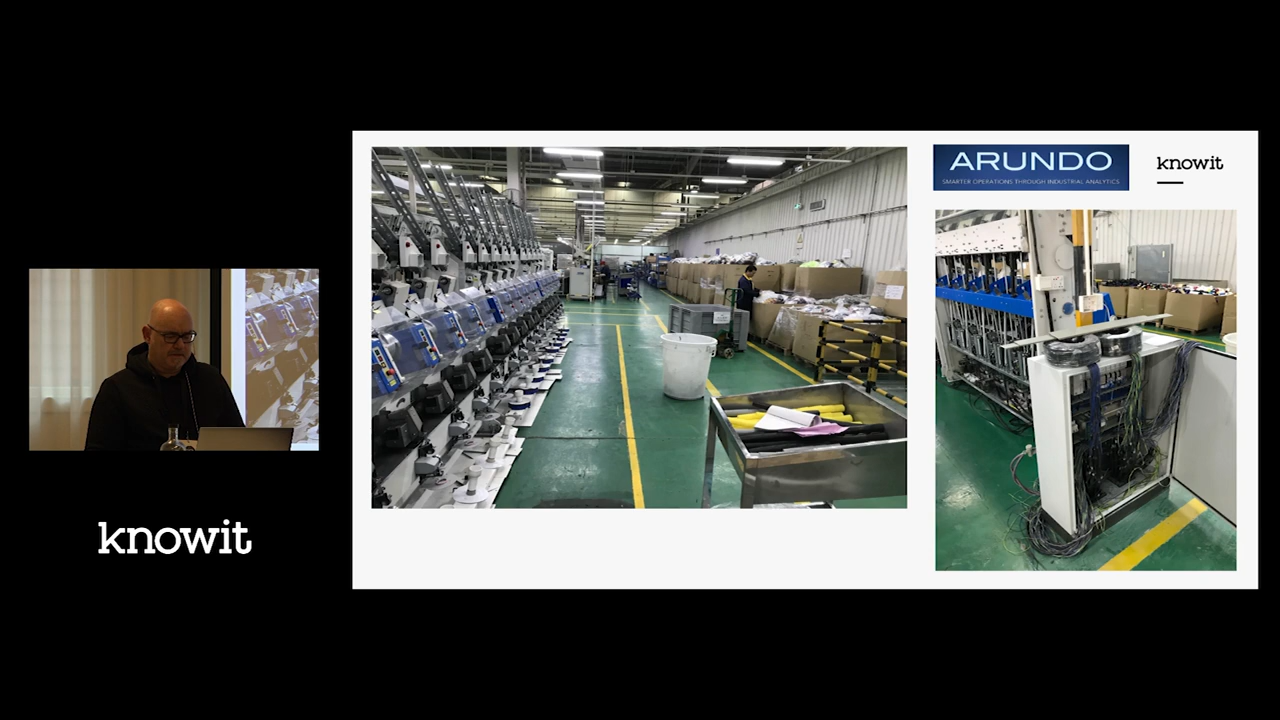 ARUNDO
SMARTER OPERATIONS THROUGH INDUSTRIAL ANALYTICS
knowit
knowit